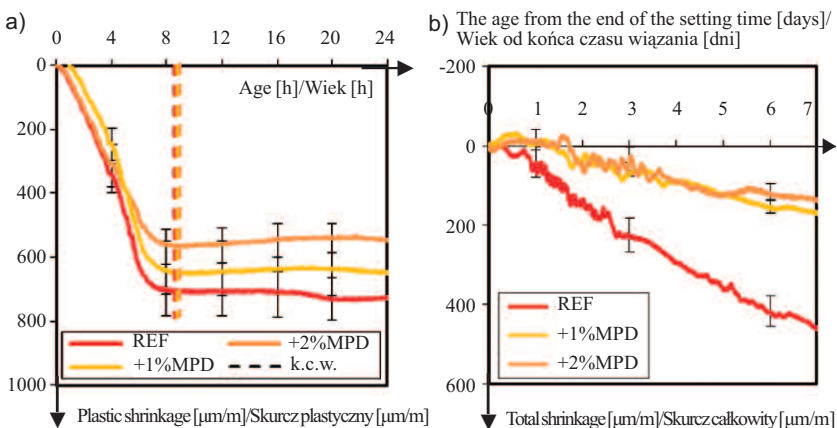 a)
0 4 8 12 16 20 24
0
Age [h]/Wiek [h]
200
400
600
800
1000
REF
+2%MPD
+1%MPD
k.c.w.
Plastic shrinkage [μm/m]/Skurcz plastyczny [μm/m]
b)
The age from the end of the setting time [days]/
Wiek od końca czasu wiązania [dni]
-200
0 1 2 3 4 5 6 7
0
200
400
600
REF
+1%MPD
+2%MPD
Total shrinkage [μm/m]/Skurcz całkowity [μm/m]